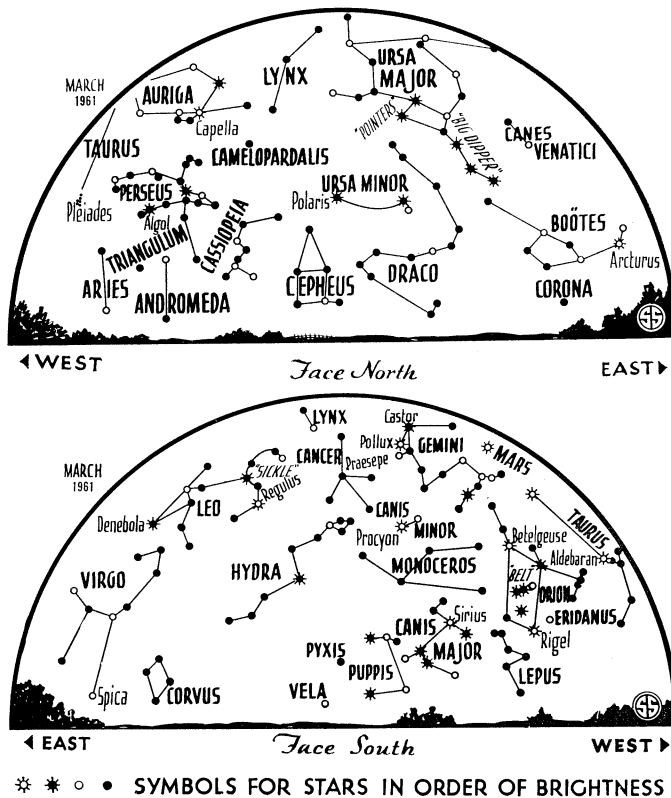 MARCH
1961
LYNX
URSA
MAJOR
AURIGA
Capella
"POINTERS"
"BIG DIPPER"
CANES
VENATICI
TAURUS
CAMELOPARDALIS
PERSEUS
Pleiades
Algol
URSA MINOR
Polaris
TRIANGULUM
CASSIOPEIA
BOÖTES
Arcturus
ARIES
ANDROMEDA
CEPHEUS
DRACO
CORONA
SS
WEST
Face North
EAST
LYNX
Castor
Pollux
GEMINI
MARS
CANCER
Praesepe
MARCH
1961
"SICKLE"
Regulus
LEO
Denebola
CANIS
MINOR
Procyon
TAURUS
Betelgeuse
Aldebaran
MONOCEROS
HYDRA
VIRGO
"BELT"
ORION
ERIDANUS
Rigel
Sirius
CANIS
MAJOR
PYXIS
PUPPIS
LEPUS
Spica
CORVUS
VELA
SS
EAST
Face South
WEST
SYMBOLS FOR STARS IN ORDER OF BRIGHTNESS